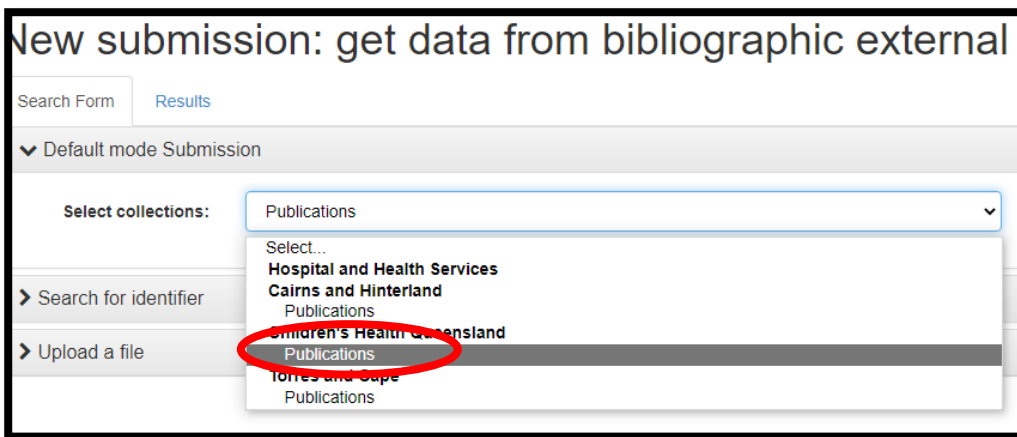 New submission: get data from bibliographic external
Search Form Results
Default mode Submission
Select collections: Publications
Select...
Hospital and Health Services
Cairns and Hinterland
Publications
Children's Health Queensland
Publications
Torres and Cape
Publications
Search for identifier
Upload a file